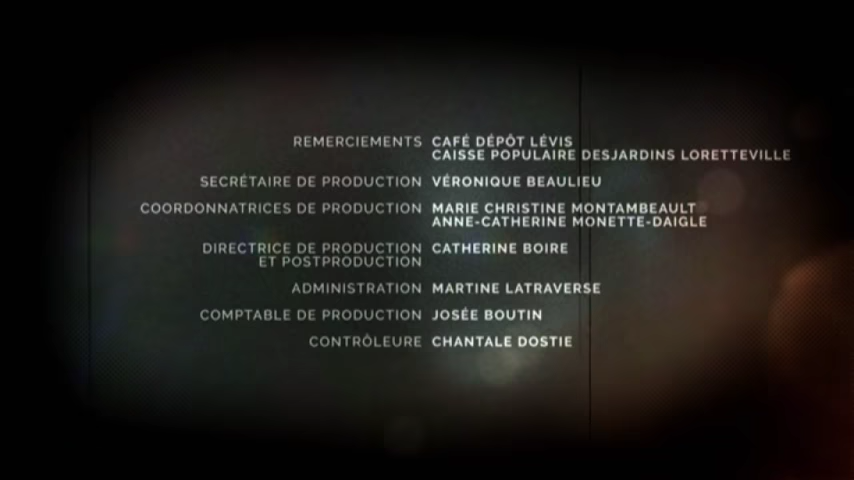 REMERCIEMENTS CAFÉ DÉPÔT LÉVIS
CAISSE POPULAIRE DESJARDINS LORETTEVILLE
SECRÉTAIRE DE PRODUCTION VÉRONIQUE BEAULIEU
COORDONNATRICES DE PRODUCTION MARIE CHRISTINE MONTAMBEAULT
ANNE-CATHERINE MONETTE-DAIGLE
DIRECTRICE DE PRODUCTION CATHERINE BOIRE
ET POSTPRODUCTION
ADMINISTRATION MARTINE LATRAVERSE
COMPTABLE DE PRODUCTION JOSÉE BOUTIN
CONTRÔLEURE CHANTALE DOSTIE